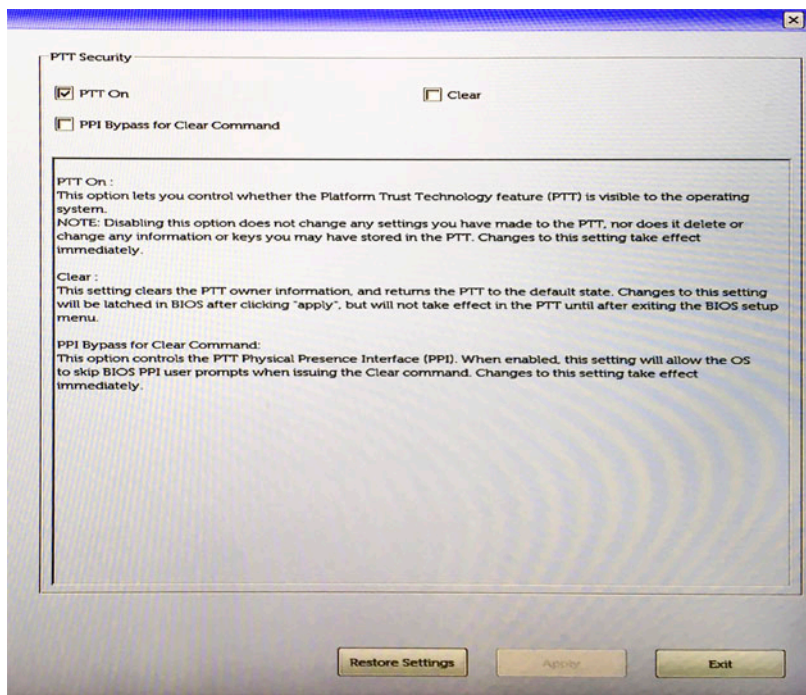 PTT Security
PTT On
Clear
PPI Bypass for Clear Command
PTT On :
This option lets you control whether the Platform Trust Technology feature (PTT) is visible to the operating
system.
NOTE: Disabling this option does not change any settings you have made to the PTT, nor does it delete or
change any information or keys you may have stored in the PTT. Changes to this setting take effect
immediately.
Clear :
This setting clears the PTT owner information, and returns the PTT to the default state. Changes to this setting
will be latched in BIOS after clicking "apply", but will not take effect in the PTT until after exiting the BIOS setup
menu.
PPI Bypass for Clear Command:
This option controls the PTT Physical Presence Interface (PPI). When enabled, this setting will allow the OS
to skip BIOS PPI user prompts when issuing the Clear command. Changes to this setting take effect
immediately.
Restore Settings
Apply
Exit